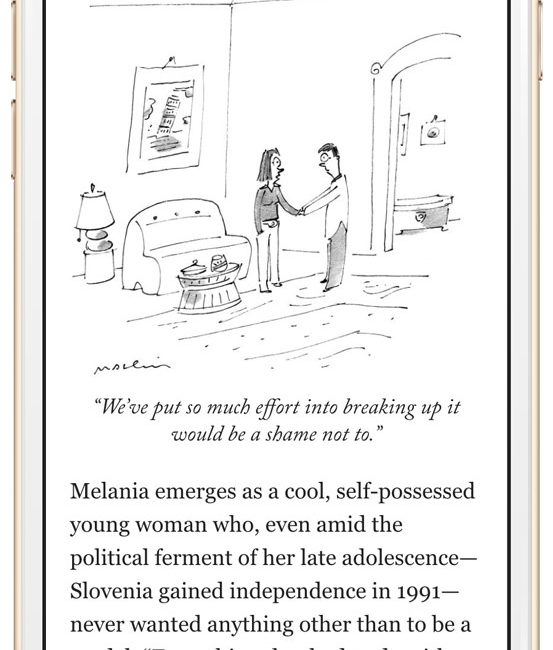 maslin
“We’ve put so much effort into breaking up it
would be a shame not to.”
Melania emerges as a cool, self-possessed
young woman who, even amid the
political ferment of her late adolescence—
Slovenia gained independence in 1991—
never wanted anything other than to be a